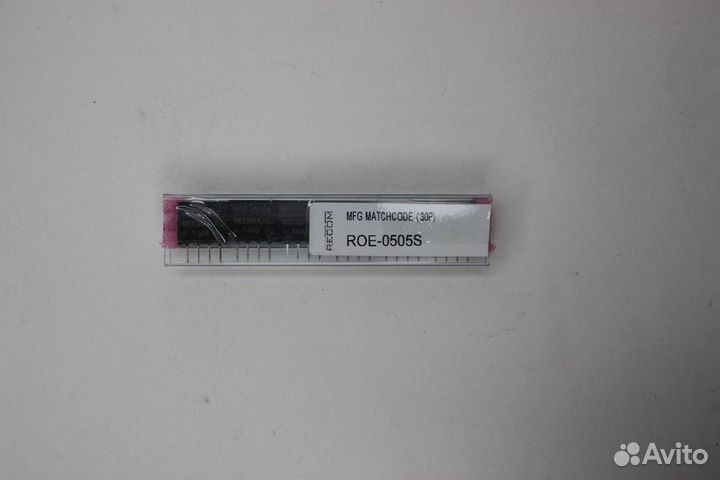 RECOM
MFG MATCHCODE (30P)
ROE-0505S
Avito